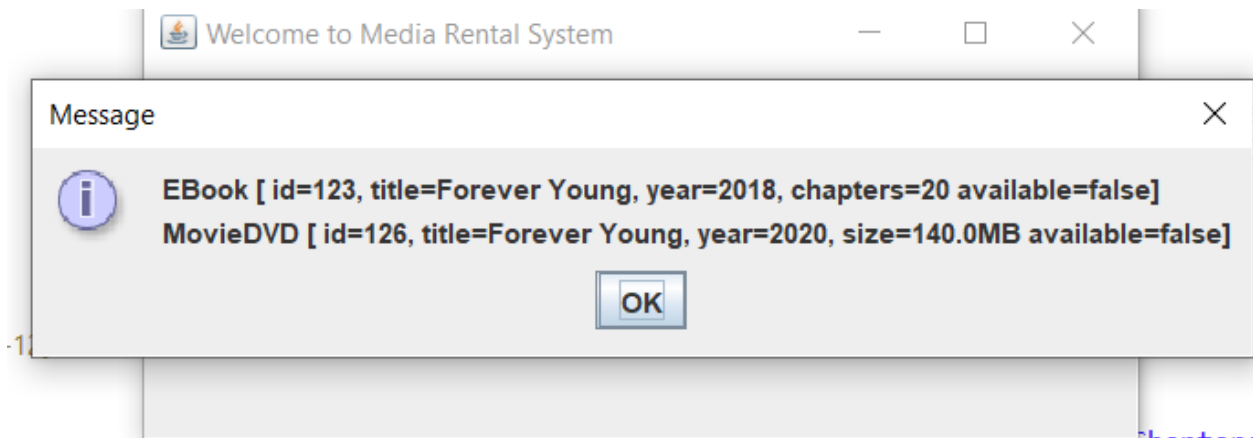 Welcome to Media Rental System
Message
EBook [ id=123, title=Forever Young, year=2018, chapters=20 available=false]
MovieDVD [ id=126, title=Forever Young, year=2020, size=140.0MB available=false]
OK